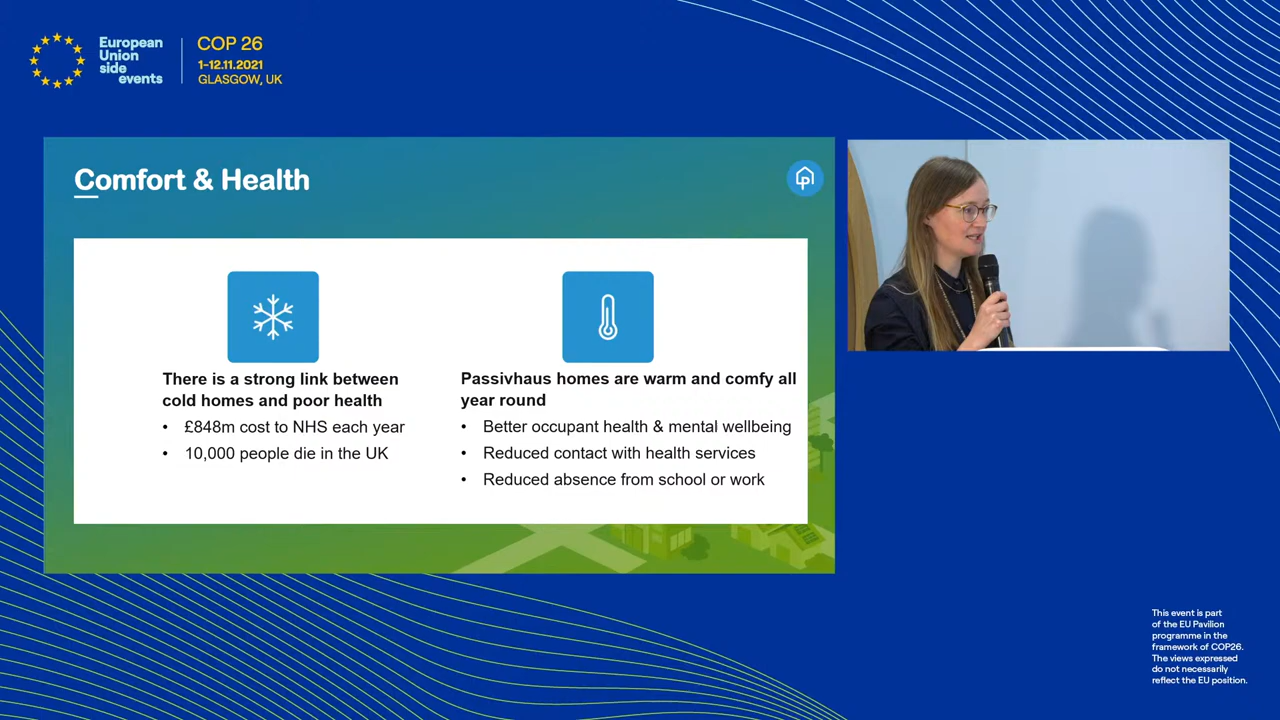 European
Union
side
events
COP 26
1-12.11.2021
GLASGOW, UK
Comfort & Health
There is a strong link between
cold homes and poor health
• £848m cost to NHS each year
• 10,000 people die in the UK
Passivhaus homes are warm and comfy all
year round
• Better occupant health & mental wellbeing
• Reduced contact with health services
• Reduced absence from school or work
This event is part
of the EU Pavilion
programme in the
framework of COP26.
The views expressed
do not necessarily
reflect the EU position.